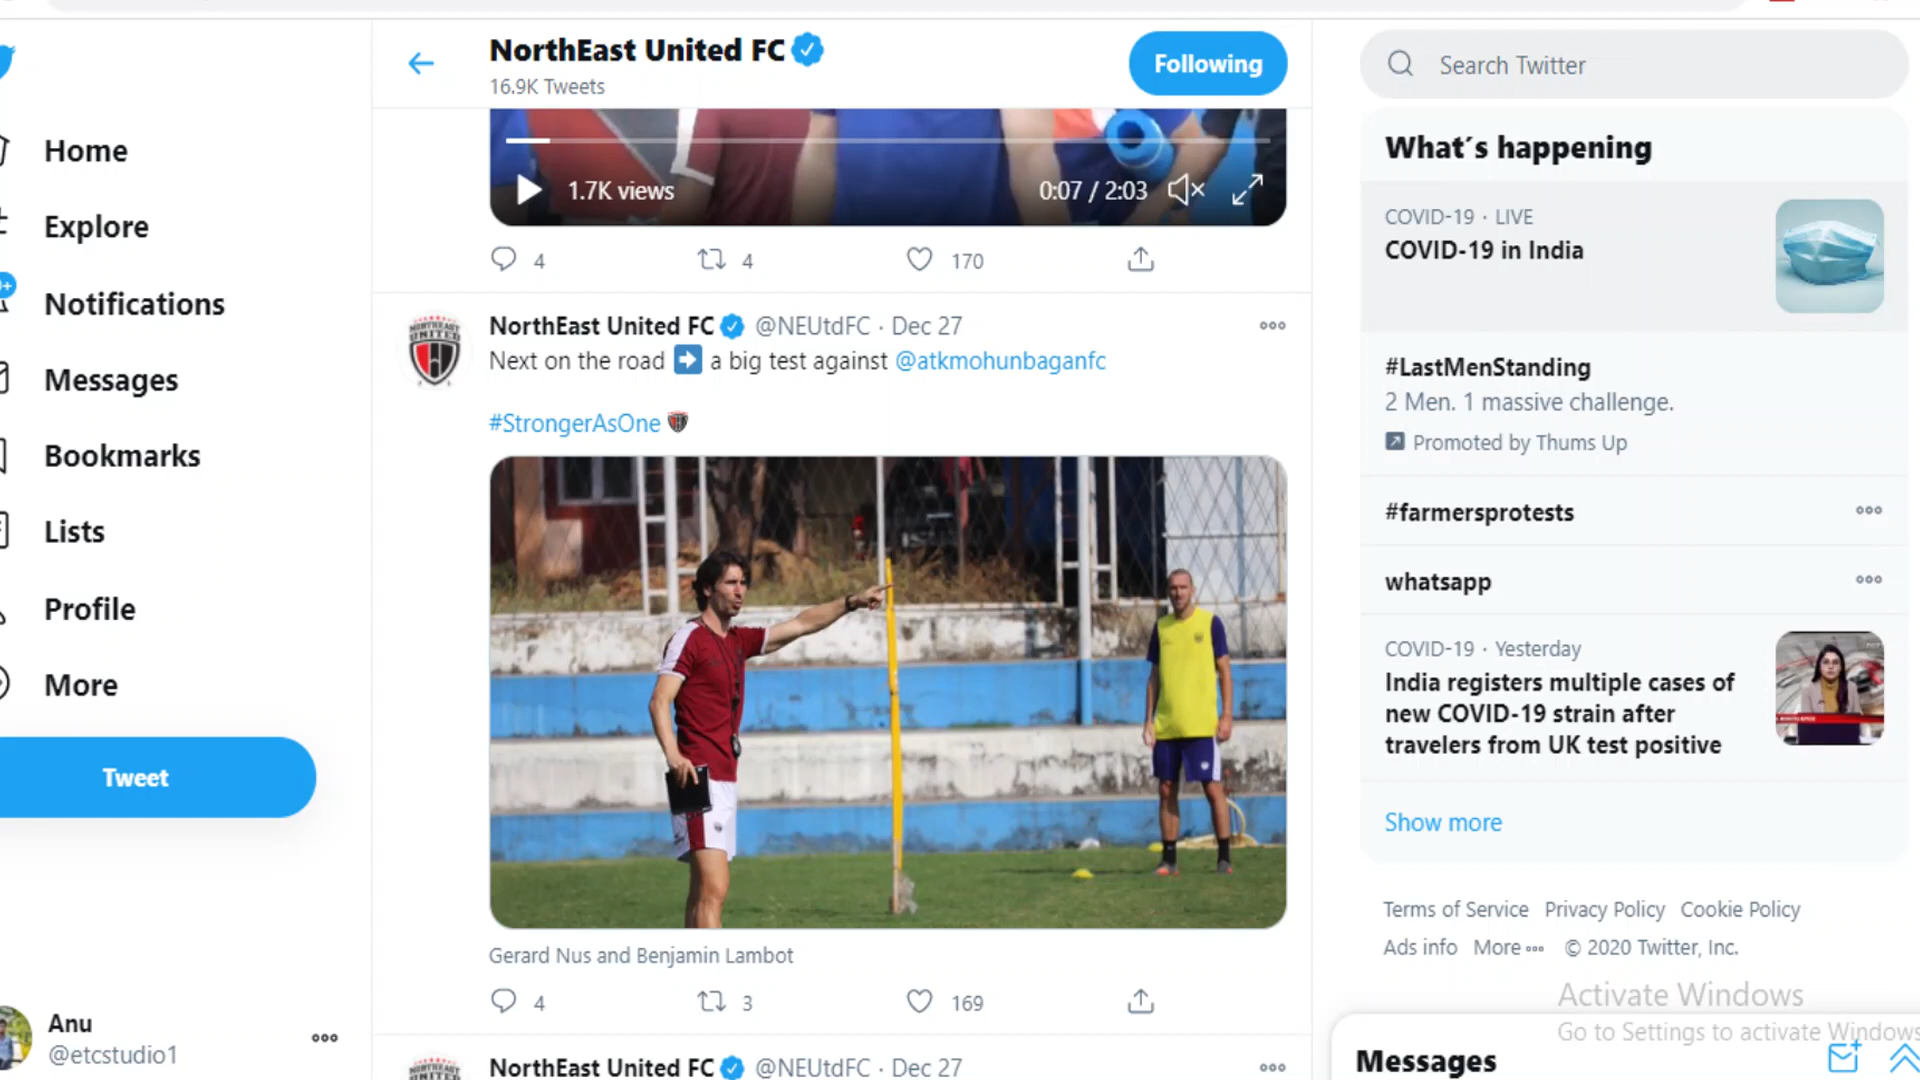 NorthEast United FC
16.9K Tweets
Following
Search Twitter
Home
Explore
Notifications
Messages
Bookmarks
Lists
Profile
More
Tweet
Anu
@etcstudio1
1.7K views
0:07 / 2:03
4
4
170
NorthEast United FC @NEUtdFC · Dec 27
Next on the road ➡ a big test against @atkmohunbaganfc
#StrongerAsOne
NORTHEAST
UNITED
Gerard Nus and Benjamin Lambot
4
3
169
NorthEast United FC @NEUtdFC · Dec 27
NORTHEAST
UNITED
What´s happening
COVID-19 · LIVE
COVID-19 in India
#LastMenStanding
2 Men. 1 massive challenge.
Promoted by Thums Up
#farmersprotests
whatsapp
COVID-19 · Yesterday
India registers multiple cases of
new COVID-19 strain after
travelers from UK test positive
Show more
Terms of Service Privacy Policy Cookie Policy
Ads info More © 2020 Twitter, Inc.
Activate Windows
Go to Settings to activate Windows
Messages